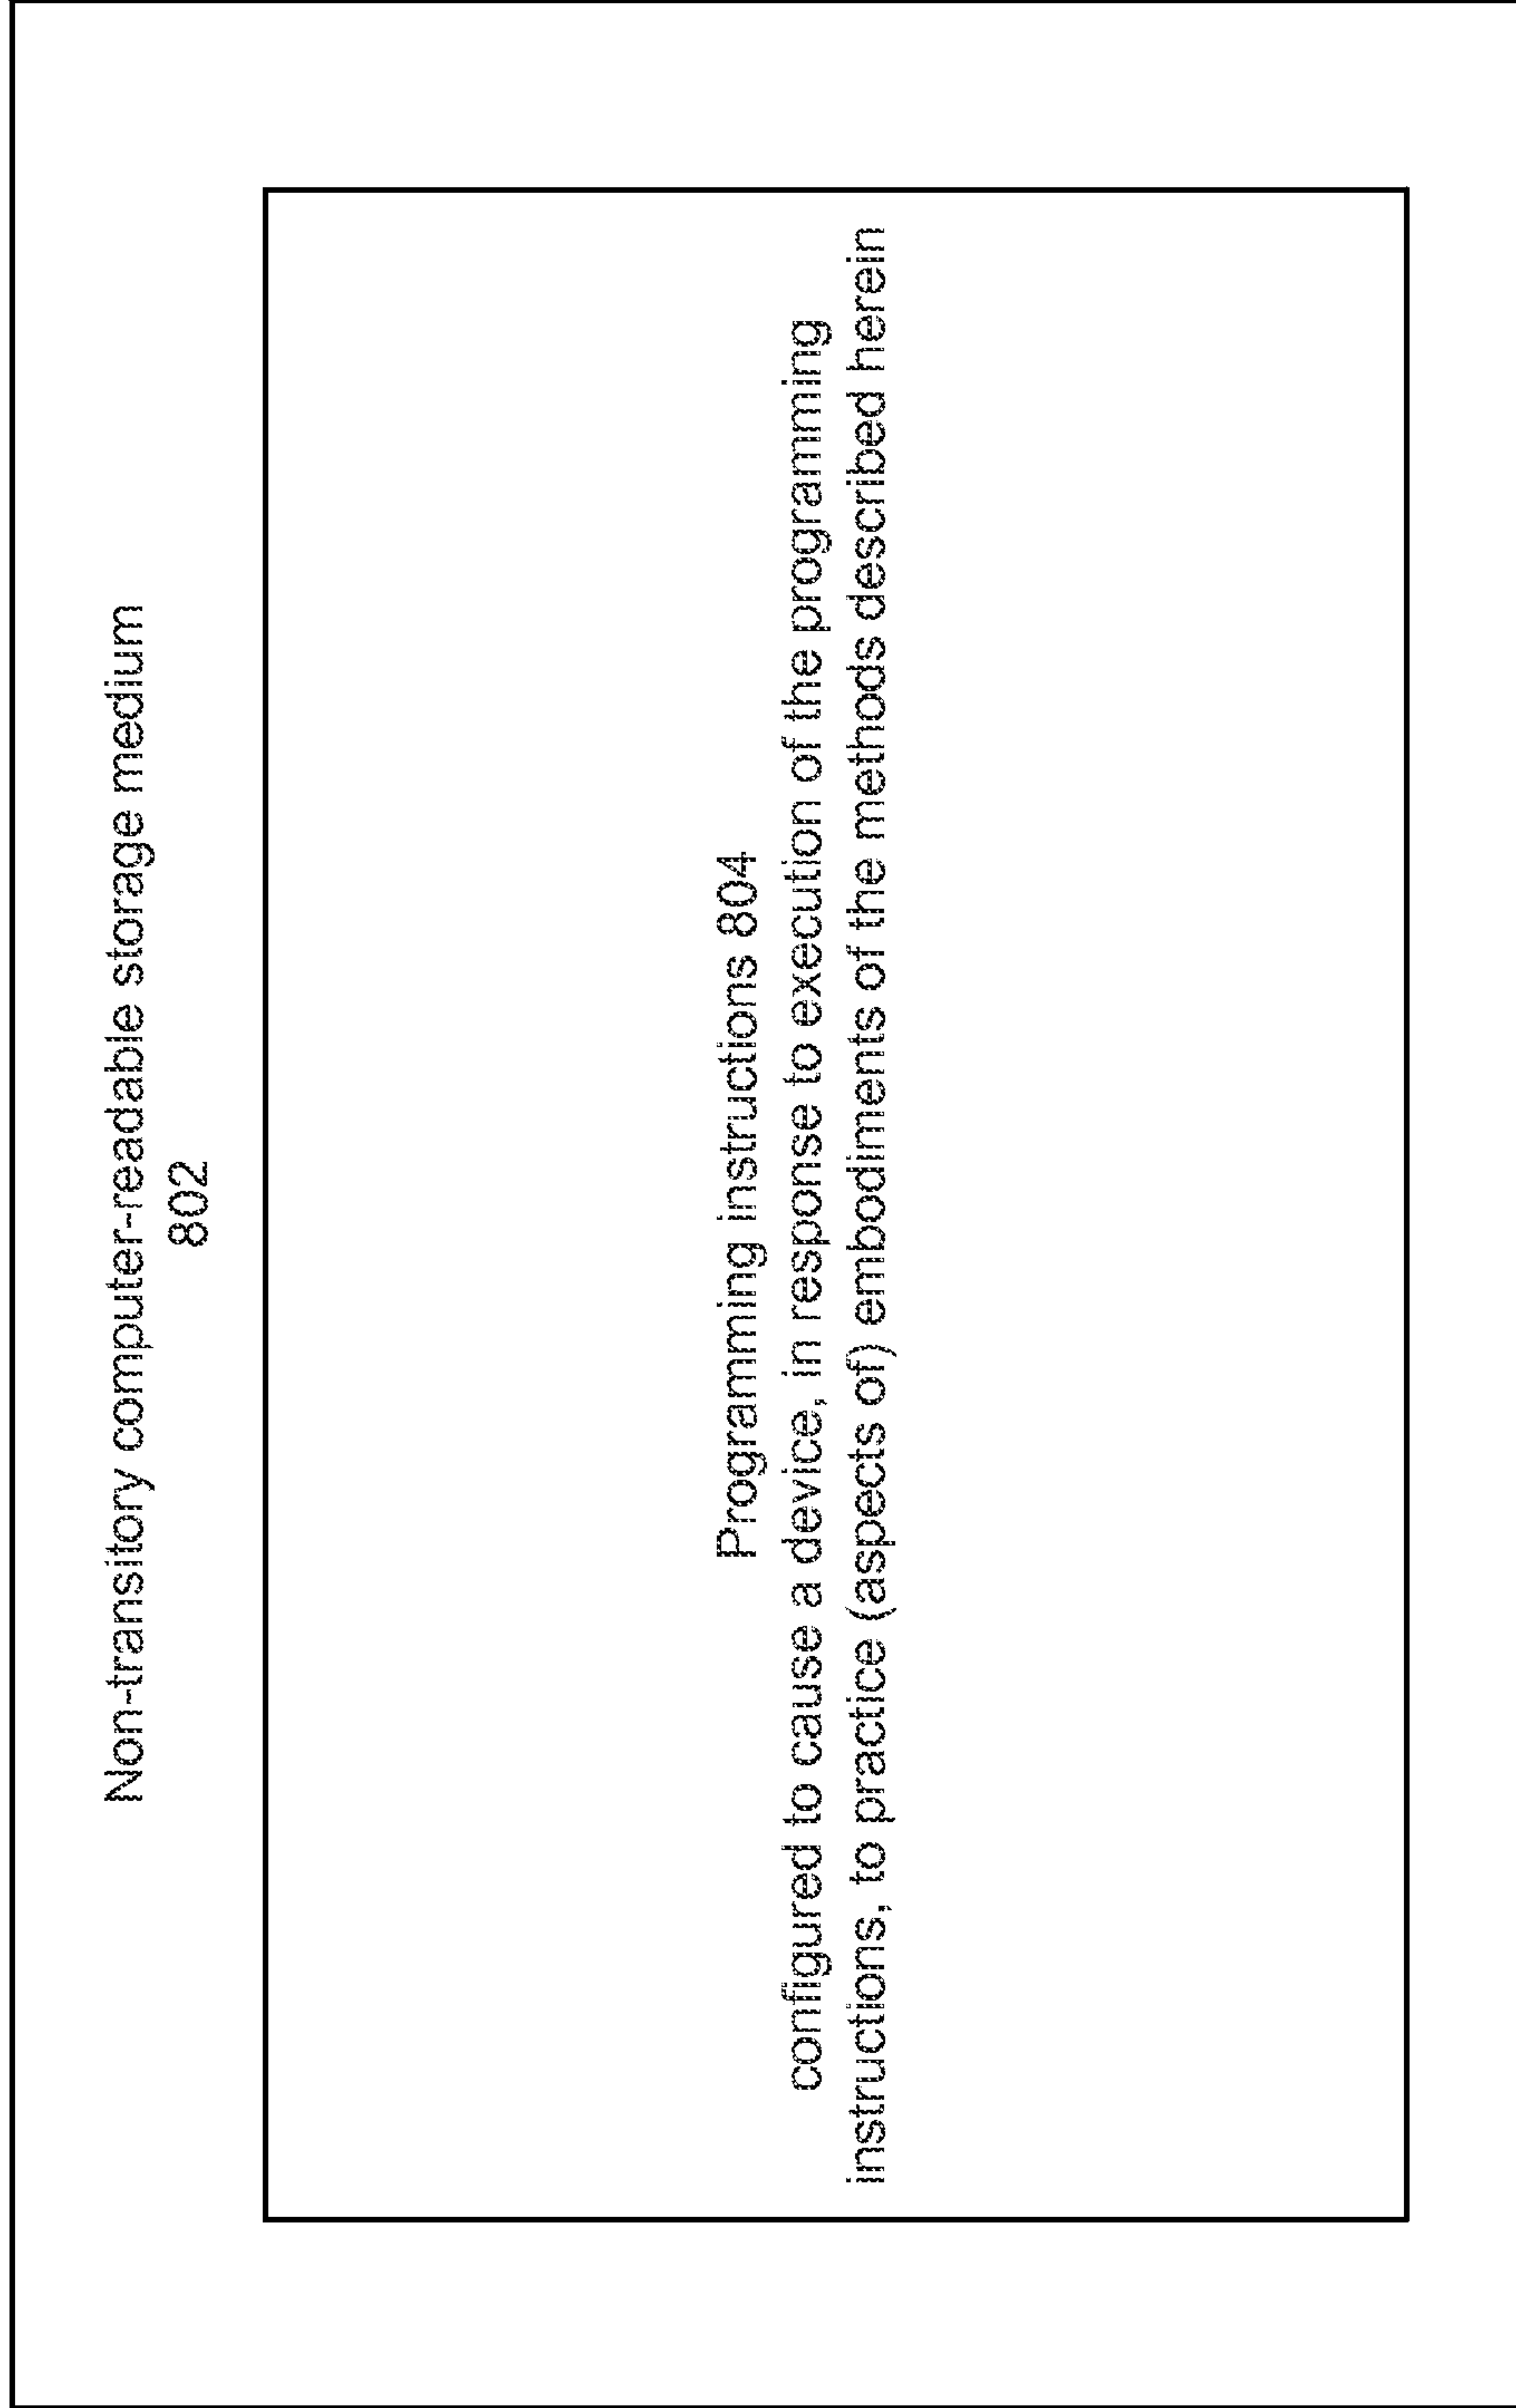 Non-transitory computer-readable storage medium
802
Programming instructions 804
configured to cause a device, in response to execution of the programming
instructions, to practice (aspects of) embodiments of the methods described herein